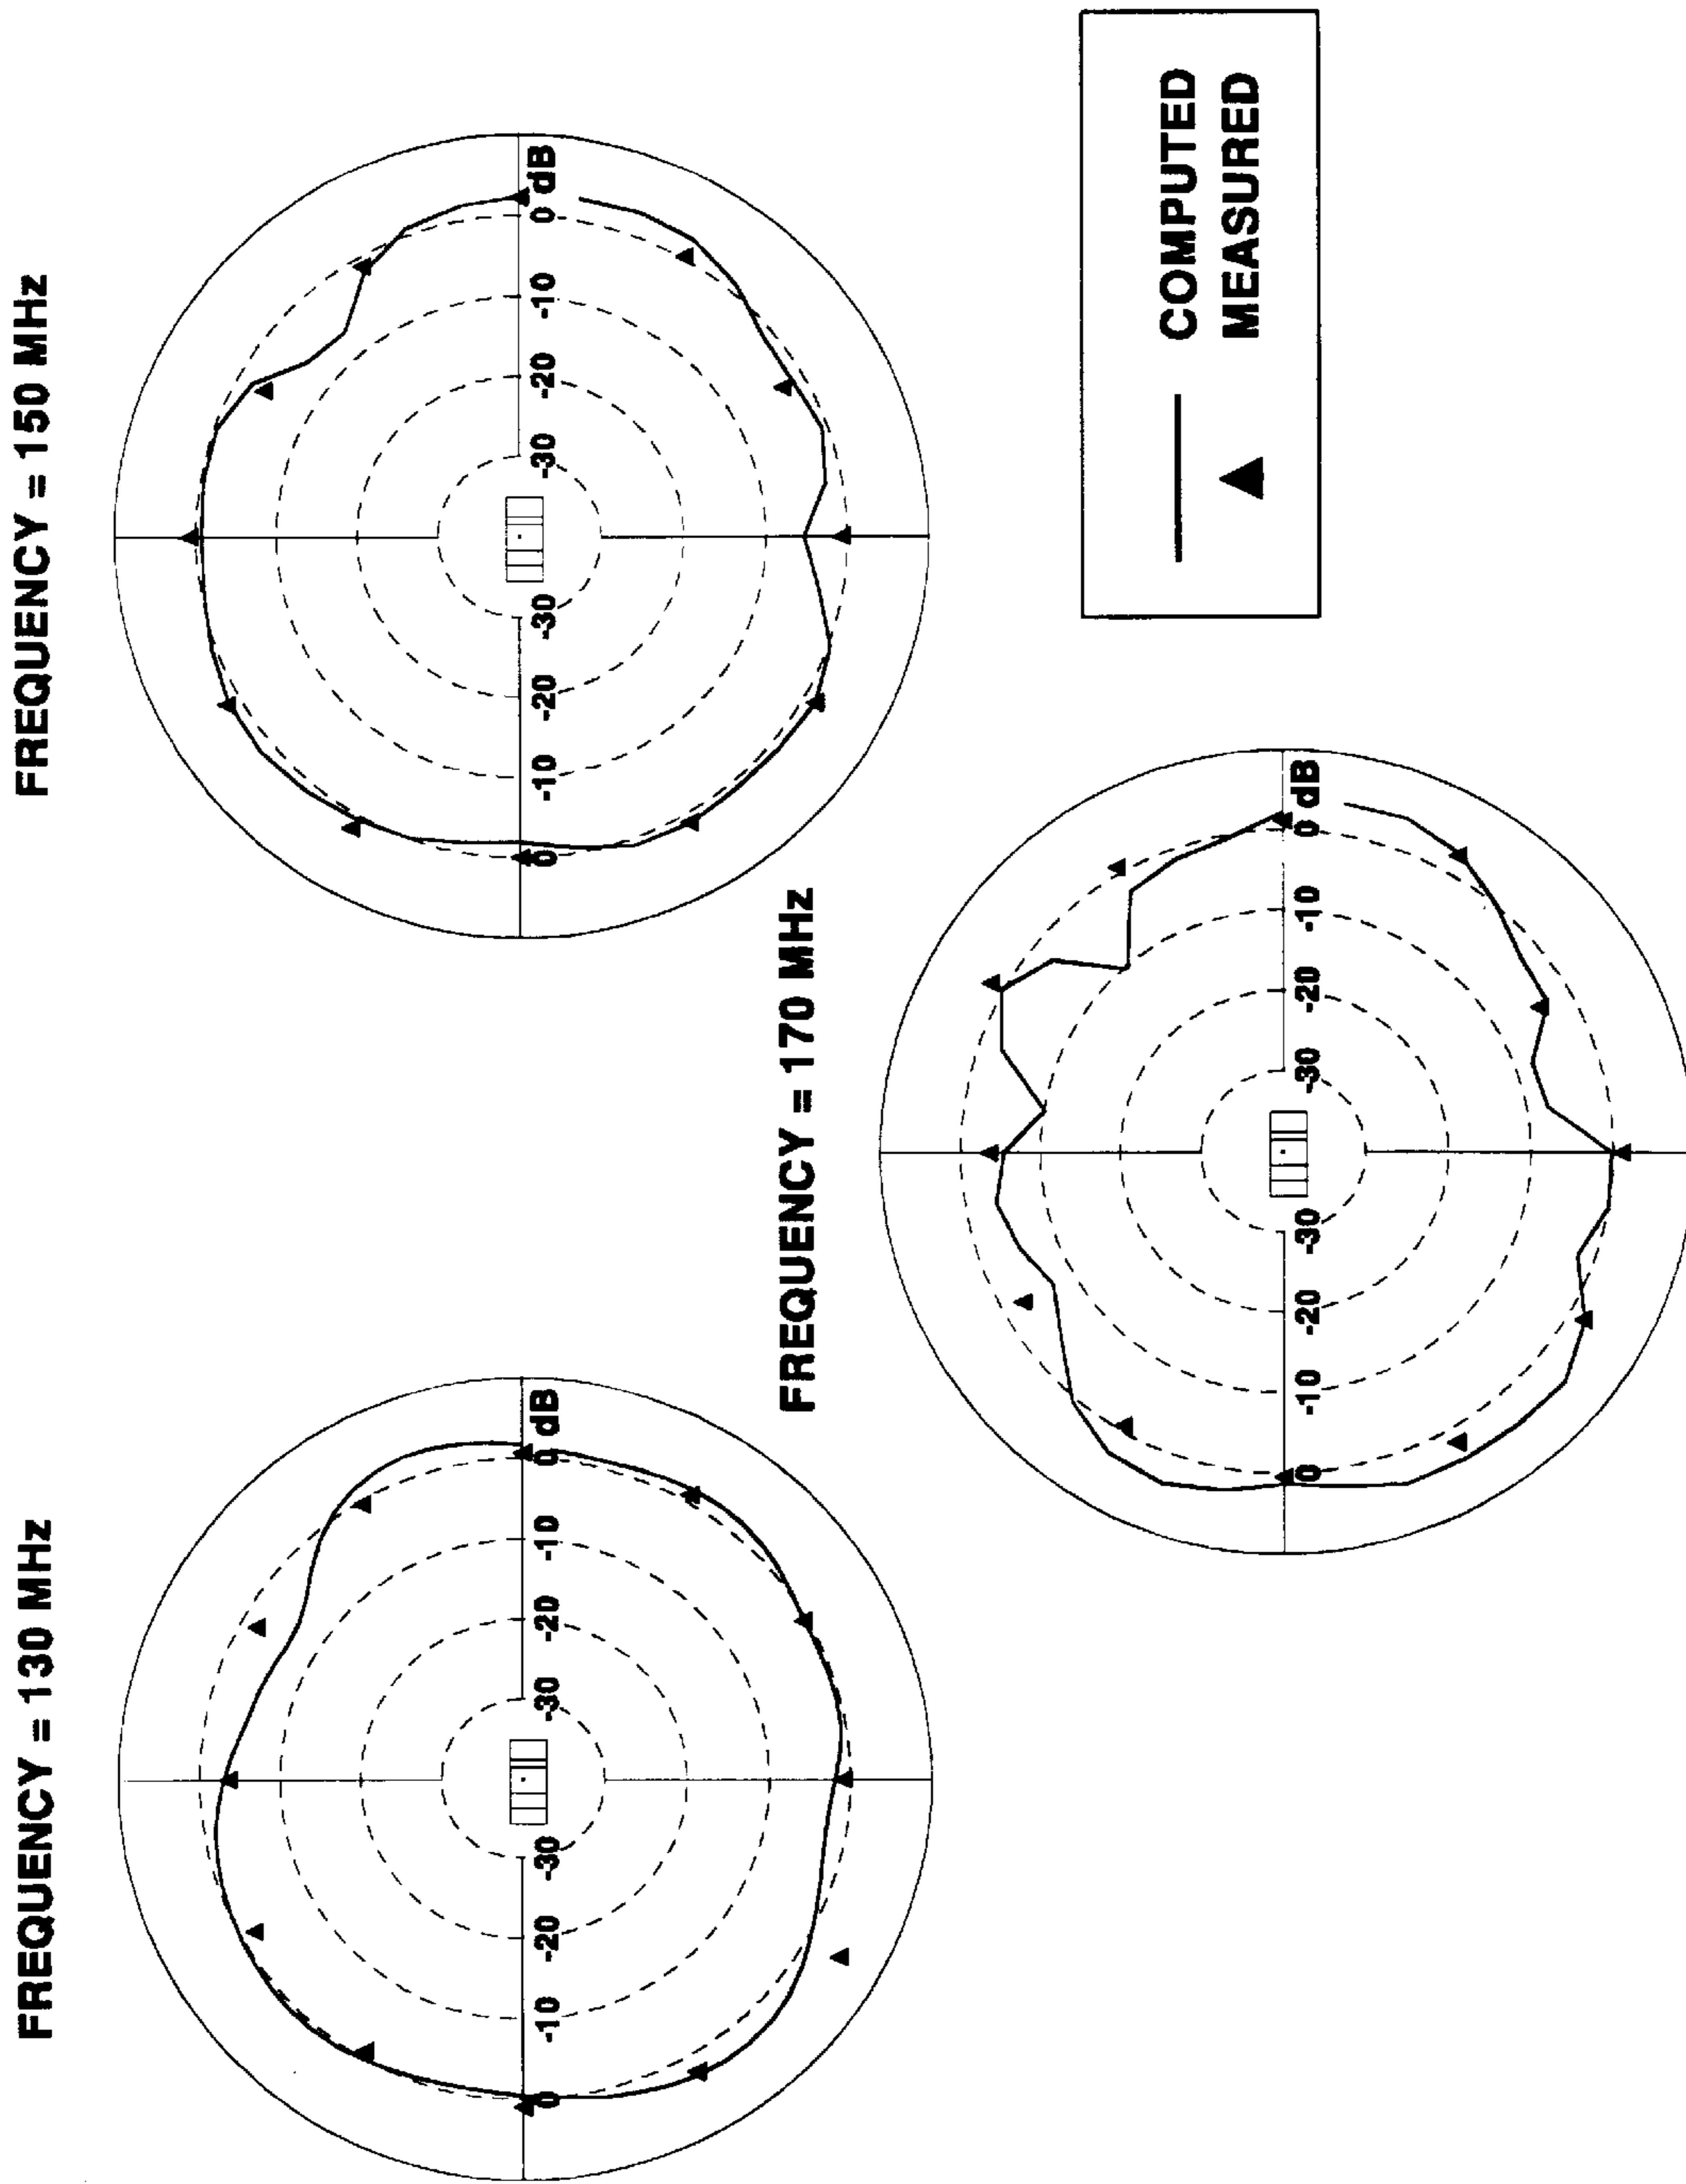 FREQUENCY = 130 MHz
0 -10 -20 -30 -30 -20 -10 0 dB
FREQUENCY = 150 MHz
0 -10 -20 -30 -30 -20 -10 0 dB
FREQUENCY = 170 MHz
0 -10 -20 -30 -30 -20 -10 0 dB
COMPUTED
MEASURED